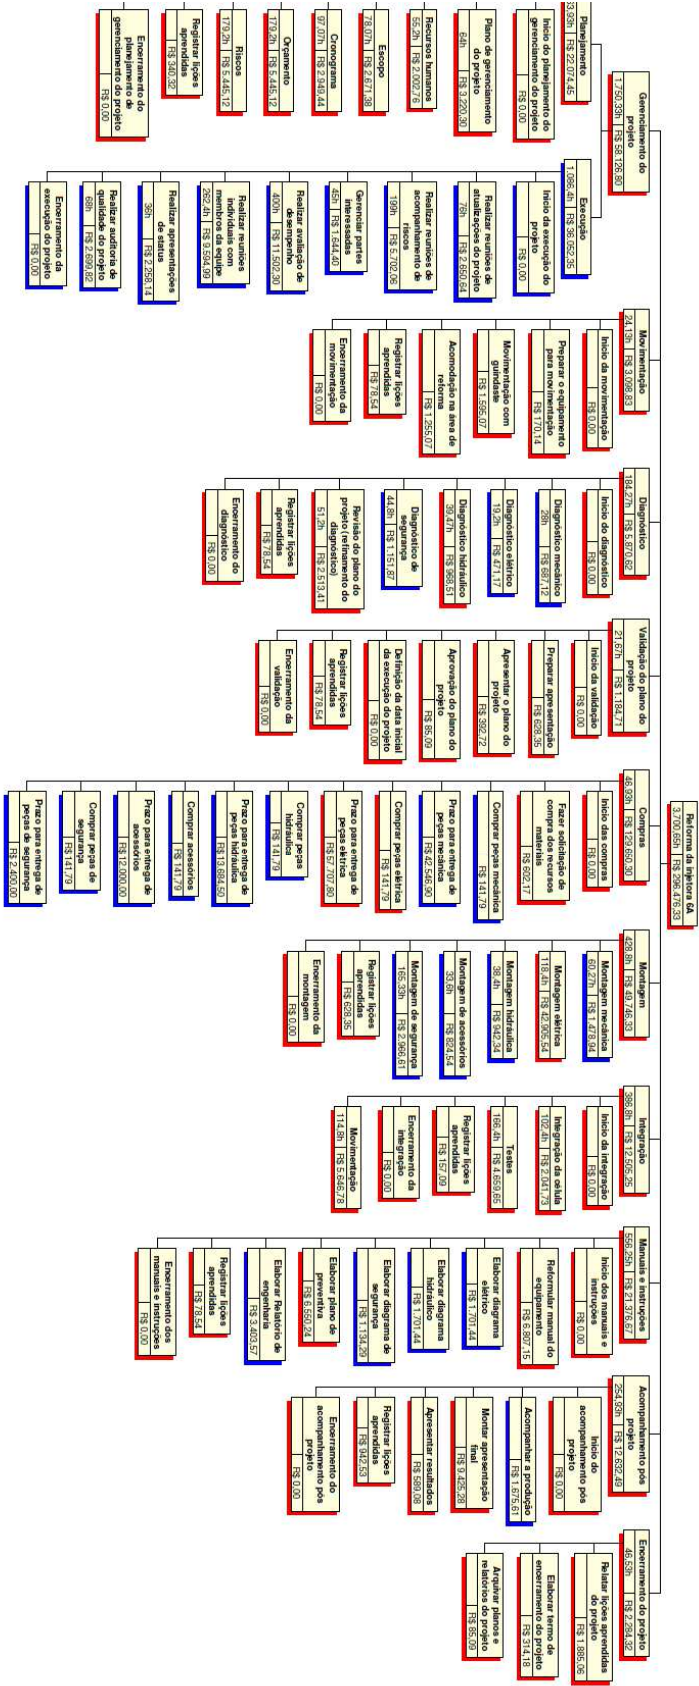 Reforma da injetora 6A
3.700,65h R$ 296.476,33
Gerenciamento do
projeto
1.750,33h R$ 58.126,80
Planejamento
R$ 22.074,45
Início do planejamento do
gerenciamento do projeto
R$ 0,00
Plano de gerenciamento
do projeto
64h R$ 3.220,30
Recursos humanos
55,2h R$ 2.002,76
Escopo
78,07h R$ 2.671,38
Cronograma
97,07h R$ 2.949,44
Orçamento
179,2h R$ 5.445,12
Riscos
179,2h R$ 5.445,12
Registrar lições
aprendidas
R$ 340,32
Encerramento do
planejamento de
gerenciamento do projeto
R$ 0,00
Execução
1.086,4h R$ 36.052,35
Início da execução do
projeto
R$ 0,00
Realizar reuniões de
atualizações do projeto
76h R$ 2.650,64
Realizar reuniões de
acompanhamento de
riscos
199h R$ 5.702,06
Gerenciar partes
interessadas
45h R$ 1.644,40
Realizar avaliação de
desempenho
400h R$ 11.502,30
Realizar reuniões
individuais com
membros da equipe
262,4h R$ 9.594,99
Realizar apresentações
de status
36h R$ 2.258,14
Realizar auditoria de
qualidade do projeto
68h R$ 2.699,82
Encerramento da
execução do projeto
R$ 0,00
Movimentação
24,13h R$ 3.098,83
Início da movimentação
R$ 0,00
Preparar o equipamento
para movimentação
R$ 170,14
Movimentação com
guindaste
R$ 1.595,07
Acomodação na área de
reforma
R$ 1.255,07
Registrar lições
aprendidas
R$ 78,54
Encerramento da
movimentação
R$ 0,00
Diagnóstico
184,27h R$ 5.870,62
Início do diagnóstico
R$ 0,00
Diagnóstico mecânico
28h R$ 687,12
Diagnóstico elétrico
19,2h R$ 471,17
Diagnóstico hidráulico
39,47h R$ 968,51
Diagnóstico de
segurança
44,8h R$ 1.151,87
Revisão do plano do
projeto (refinamento do
diagnóstico)
51,2h R$ 2.513,41
Registrar lições
aprendidas
R$ 78,54
Encerramento do
diagnóstico
R$ 0,00
Validação do plano do
projeto
21,67h R$ 1.184,71
Início da validação
R$ 0,00
Preparar apresentação
R$ 628,35
Apresentar o plano do
projeto
R$ 392,72
Aprovação do plano do
projeto
R$ 85,09
Definição da data inicial
da execução do projeto
R$ 0,00
Registrar lições
aprendidas
R$ 78,54
Encerramento da
validação
R$ 0,00
Compras
46,93h R$ 129.650,30
Início das compras
R$ 0,00
Fazer solicitação de
compra dos recursos
materiais
R$ 602,17
Comprar peças mecânica
R$ 141,79
Prazo para entrega de
peças mecânica
R$ 42.546,90
Comprar peças elétrica
R$ 141,79
Prazo para entrega de
peças elétrica
R$ 57.707,80
Comprar peças
hidráulica
R$ 141,79
Prazo para entrega de
peças hidráulica
R$ 13.684,50
Comprar acessórios
R$ 141,79
Prazo para entrega de
acessórios
R$ 12.000,00
Comprar peças de
segurança
R$ 141,79
Prazo para entrega de
peças de segurança
R$ 2.400,00
Montagem
428,8h R$ 49.746,33
Montagem mecânica
60,27h R$ 1.478,94
Montagem elétrica
118,4h R$ 42.905,54
Montagem hidráulica
38,4h R$ 942,34
Montagem de acessórios
33,6h R$ 824,54
Montagem de segurança
165,33h R$ 2.966,61
Registrar lições
aprendidas
R$ 628,35
Encerramento da
montagem
R$ 0,00
Integração
386,8h R$ 12.505,25
Início da integração
R$ 0,00
Integração da célula
102,4h R$ 2.041,73
Testes
166,4h R$ 4.659,65
Registrar lições
aprendidas
R$ 157,09
Encerramento da
integração
R$ 0,00
Movimentação
114,8h R$ 5.646,78
Manuais e instruções
556,25h R$ 21.376,67
Início dos manuais e
instruções
R$ 0,00
Reformular manual do
equipamento
R$ 6.807,15
Elaborar diagrama
elétrico
R$ 1.701,44
Elaborar diagrama
hidráulico
R$ 1.701,44
Elaborar diagrama de
segurança
R$ 1.134,29
Elaborar plano de
preventiva
R$ 6.550,24
Elaborar Relatório de
engenharia
R$ 3.403,57
Registrar lições
aprendidas
R$ 78,54
Encerramento dos
manuais e instruções
R$ 0,00
Acompanhamento pós
projeto
254,93h R$ 12.632,49
Início do
acompanhamento pós
projeto
R$ 0,00
Acompanhar a produção
R$ 1.675,61
Montar apresentação
final
R$ 9.425,28
Apresentar resultados
R$ 589,08
Registrar lições
aprendidas
R$ 942,53
Encerramento do
acompanhamento pós
projeto
R$ 0,00
Encerramento do projeto
46,53h R$ 2.284,32
Relatar lições aprendidas
do projeto
R$ 1.885,06
Elaborar termo de
encerramento do projeto
R$ 314,18
Arquivar planos e
relatórios do projeto
R$ 85,09